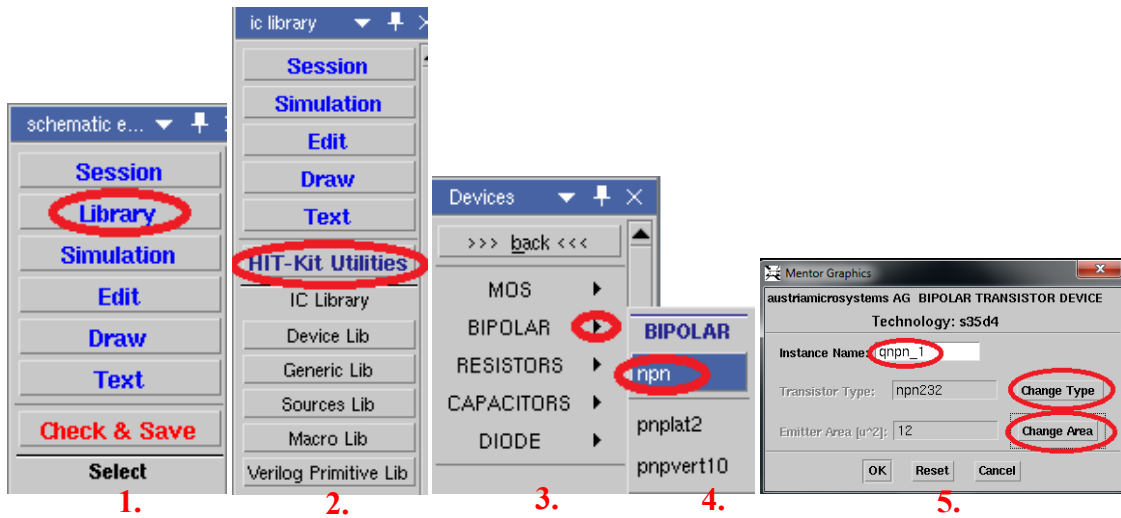 schematic e...
Session
Library
Simulation
Edit
Draw
Text
Check & Save
Select
1.
ic library
Session
Simulation
Edit
Draw
Text
HIT-Kit Utilities
IC Library
Device Lib
Generic Lib
Sources Lib
Macro Lib
Verilog Primitive Lib
2.
Devices
>>> back <<<
MOS
BIPOLAR
RESISTORS
CAPACITORS
DIODE
3.
BIPOLAR
npn
pnplat2
pnpvert10
4.
Mentor Graphics
austriamicrosystems AG BIPOLAR TRANSISTOR DEVICE
Technology: s35d4
Instance Name: qnpn_1
Transistor Type: npn232 Change Type
Emitter Area [u^2]: 12 Change Area
OK Reset Cancel
5.